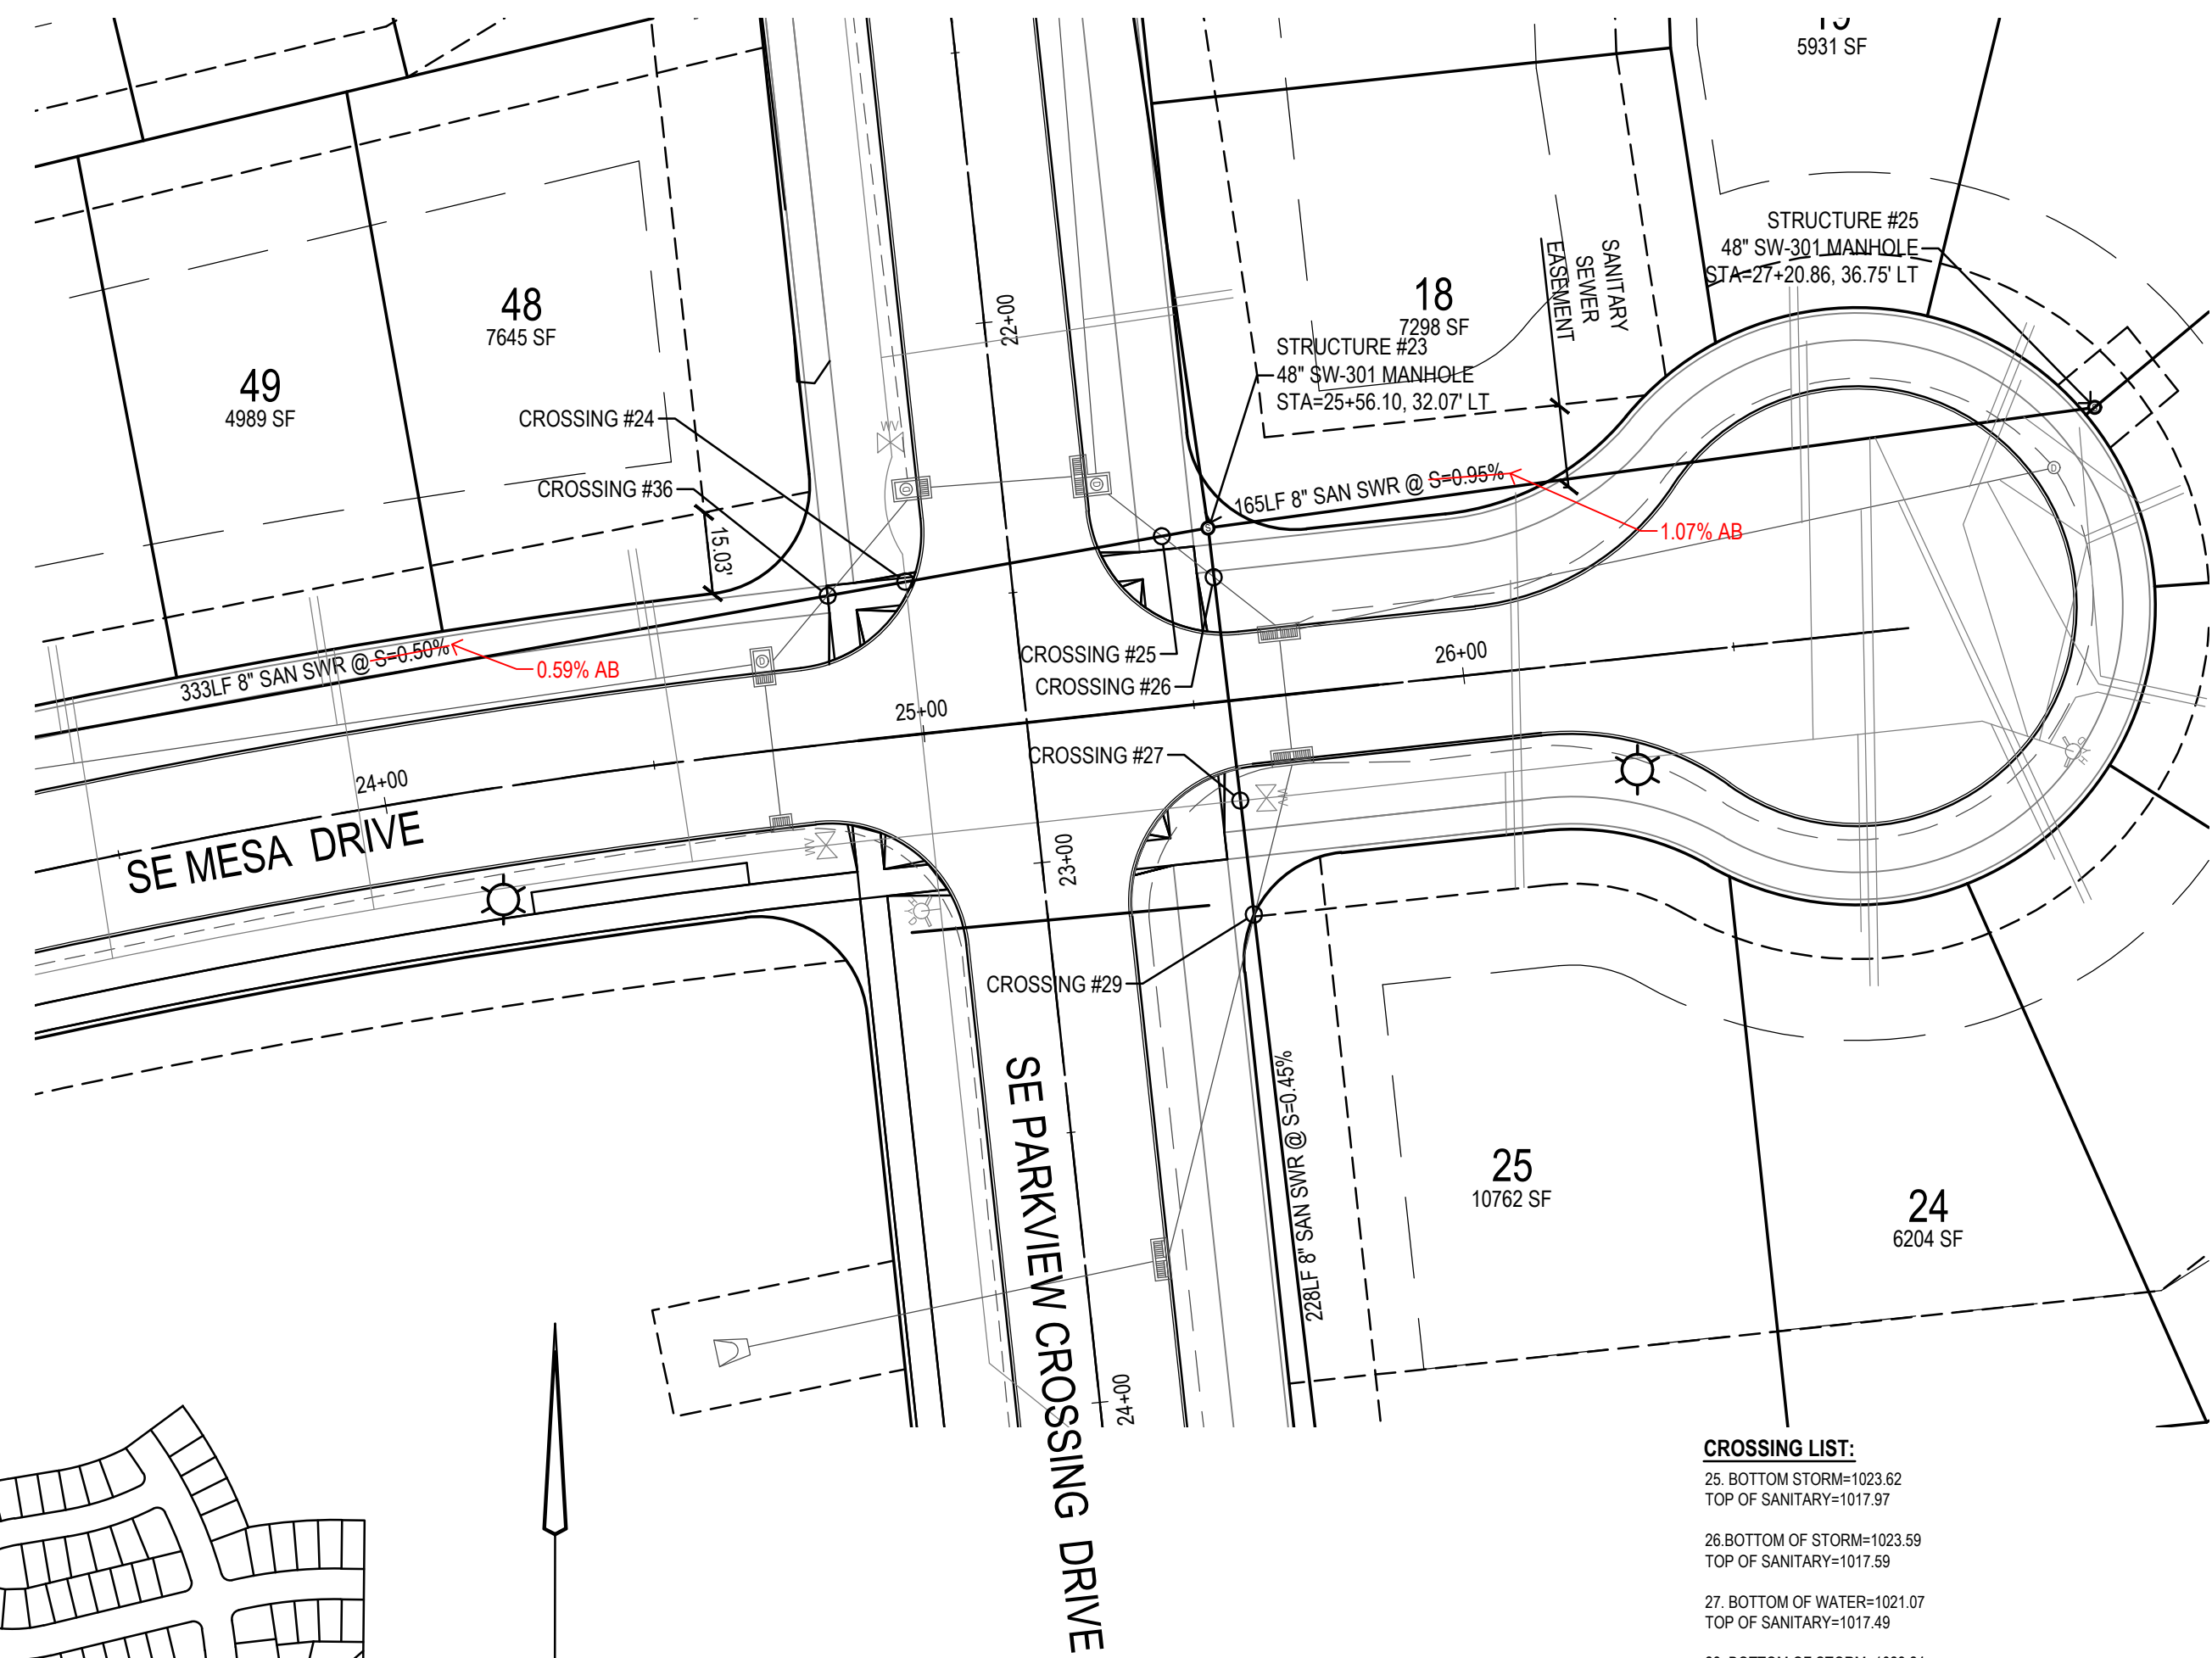 5931 SF
STRUCTURE #25
48" SW-301 MANHOLE
STA=27+20.86, 36.75' LT
SANITARY
SEWER
EASEMENT
18
7298 SF
STRUCTURE #23
48" SW-301 MANHOLE
STA=25+56.10, 32.07' LT
48
7645 SF
49
4989 SF
22+00
CROSSING #24
CROSSING #36
15.03'
165LF 8" SAN SWR @ S=0.95%
1.07% AB
333LF 8" SAN SWR @ S=0.50%
0.59% AB
CROSSING #25
CROSSING #26
26+00
25+00
CROSSING #27
24+00
SE MESA DRIVE
23+00
CROSSING #29
SE PARKVIEW CROSSING DRIVE
228LF 8" SAN SWR @ S=0.45%
25
10762 SF
24
6204 SF
24+00
CROSSING LIST:
25. BOTTOM STORM=1023.62
TOP OF SANITARY=1017.97
26.BOTTOM OF STORM=1023.59
TOP OF SANITARY=1017.59
27. BOTTOM OF WATER=1021.07
TOP OF SANITARY=1017.49